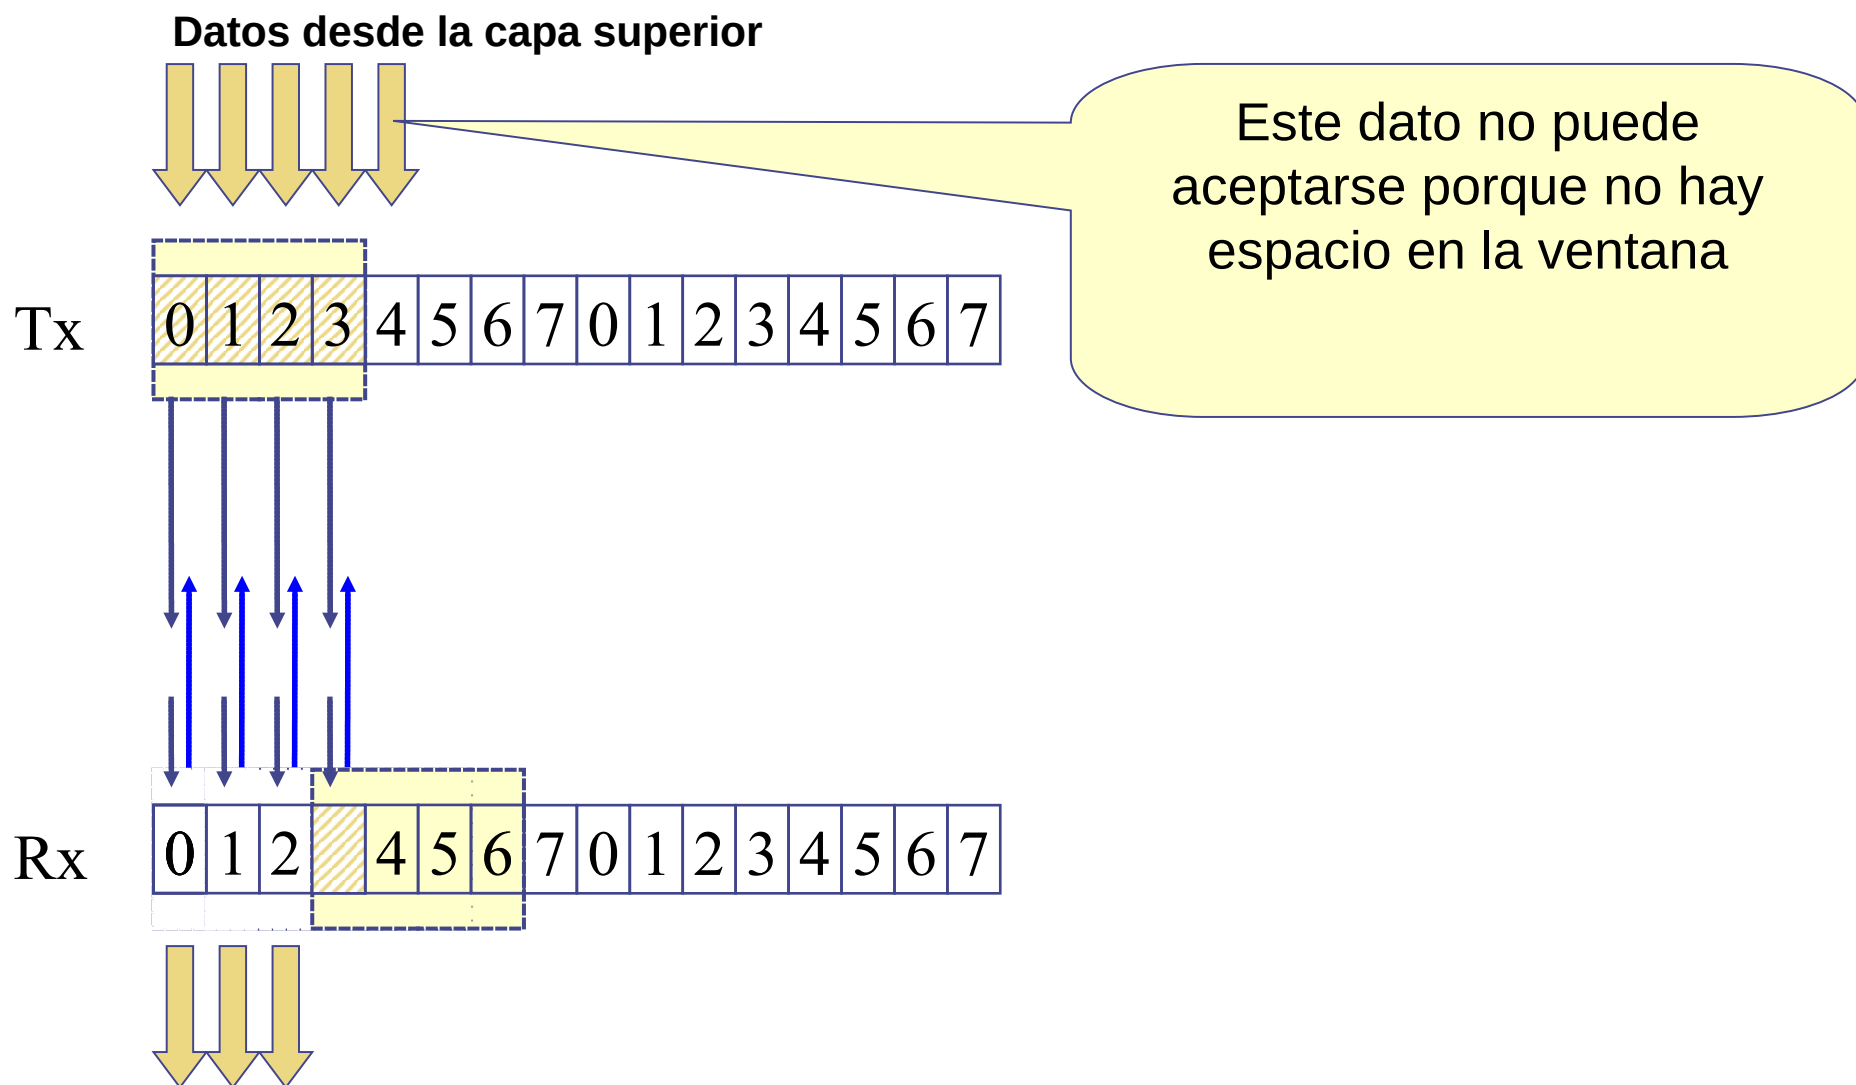 Datos desde la capa superior
Este dato no puede
aceptarse porque no hay
espacio en la ventana
Tx 0 1 2 3 4 5 6 7 0 1 2 3 4 5 6 7
Rx 0 1 2 4 5 6 7 0 1 2 3 4 5 6 7